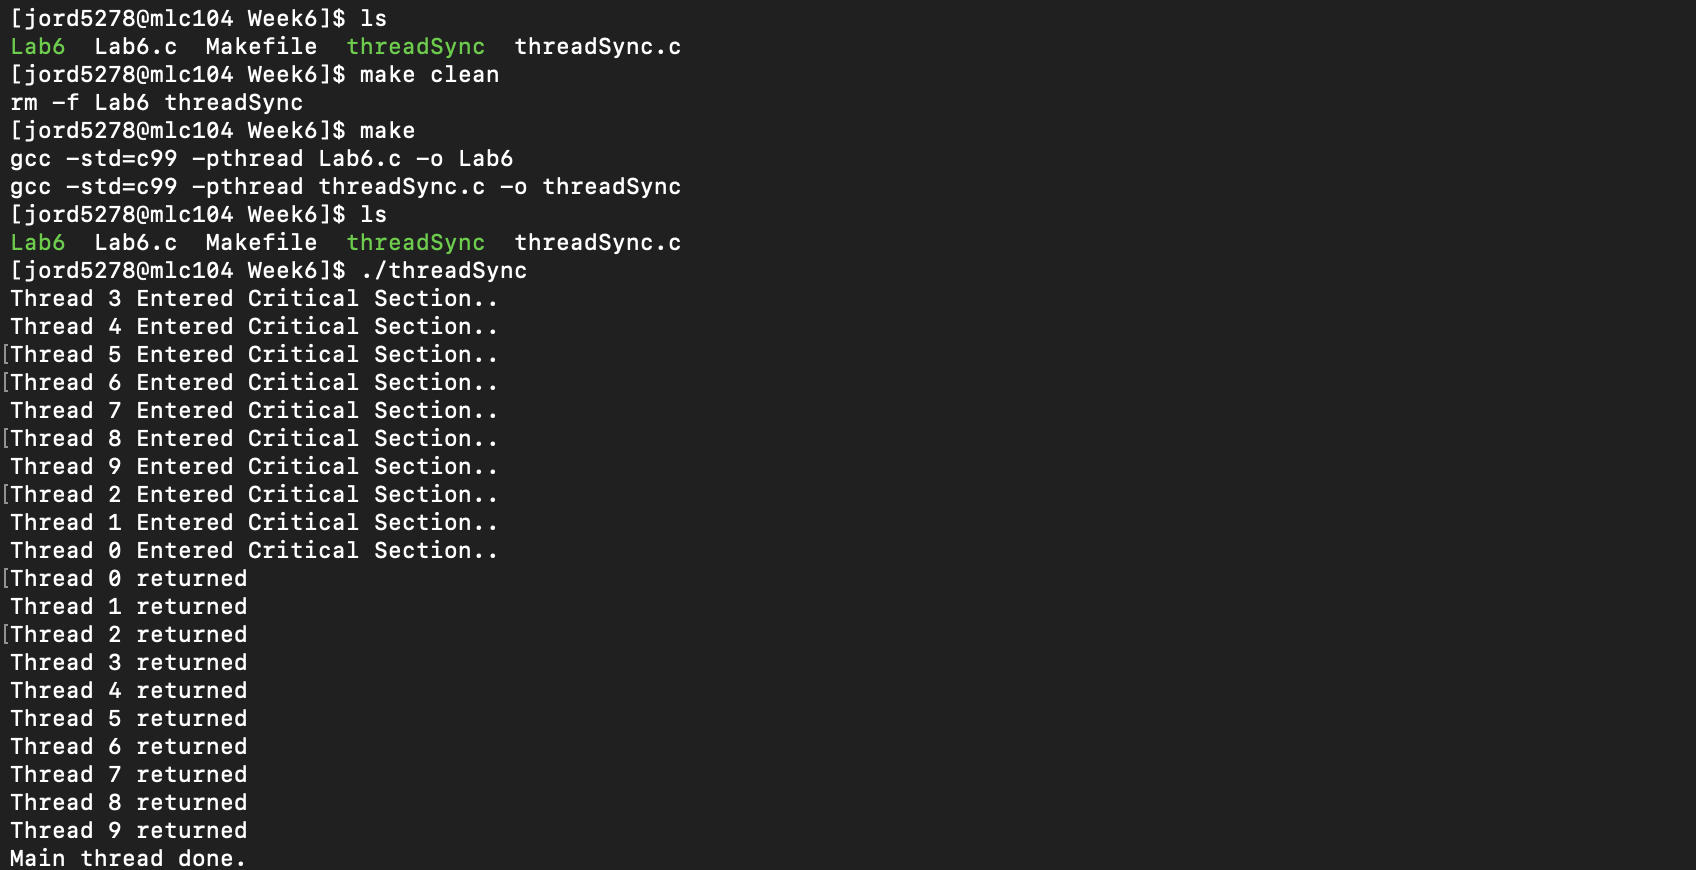 [jord5278@mlc104 Week6]$ ls
Lab6  Lab6.c  Makefile  threadSync  threadSync.c
[jord5278@mlc104 Week6]$ make clean
rm -f Lab6 threadSync
[jord5278@mlc104 Week6]$ make
gcc -std=c99 -pthread Lab6.c -o Lab6
gcc -std=c99 -pthread threadSync.c -o threadSync
[jord5278@mlc104 Week6]$ ls
Lab6  Lab6.c  Makefile  threadSync  threadSync.c
[jord5278@mlc104 Week6]$ ./threadSync
Thread 3 Entered Critical Section..
Thread 4 Entered Critical Section..
[Thread 5 Entered Critical Section..
[Thread 6 Entered Critical Section..
Thread 7 Entered Critical Section..
[Thread 8 Entered Critical Section..
Thread 9 Entered Critical Section..
[Thread 2 Entered Critical Section..
Thread 1 Entered Critical Section..
Thread 0 Entered Critical Section..
[Thread 0 returned
Thread 1 returned
[Thread 2 returned
Thread 3 returned
Thread 4 returned
Thread 5 returned
Thread 6 returned
Thread 7 returned
Thread 8 returned
Thread 9 returned
Main thread done.